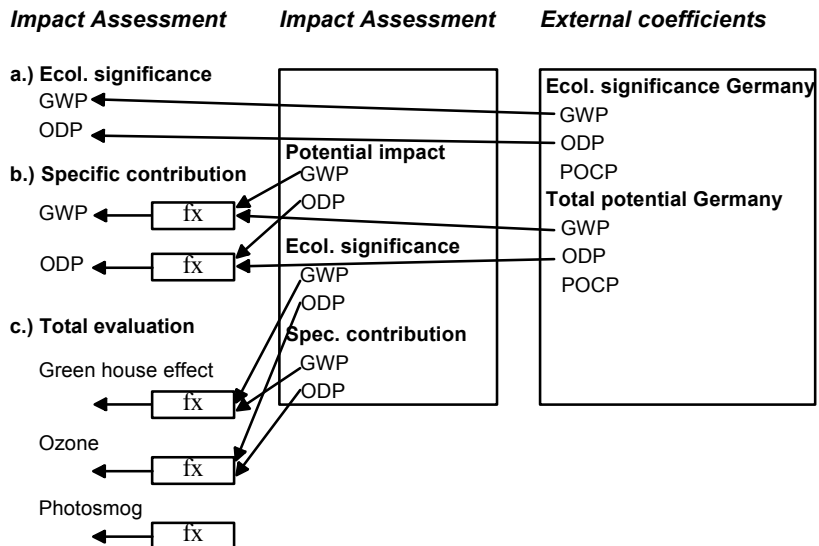 Impact Assessment
Impact Assessment
External coefficients
a.) Ecol. significance
GWP
ODP
b.) Specific contribution
GWP
fx
ODP
fx
c.) Total evaluation
Green house effect
fx
Ozone
fx
Photosmog
fx
Potential impact
GWP
ODP
Ecol. significance
GWP
ODP
Spec. contribution
GWP
ODP
Ecol. significance Germany
GWP
ODP
POCP
Total potential Germany
GWP
ODP
POCP